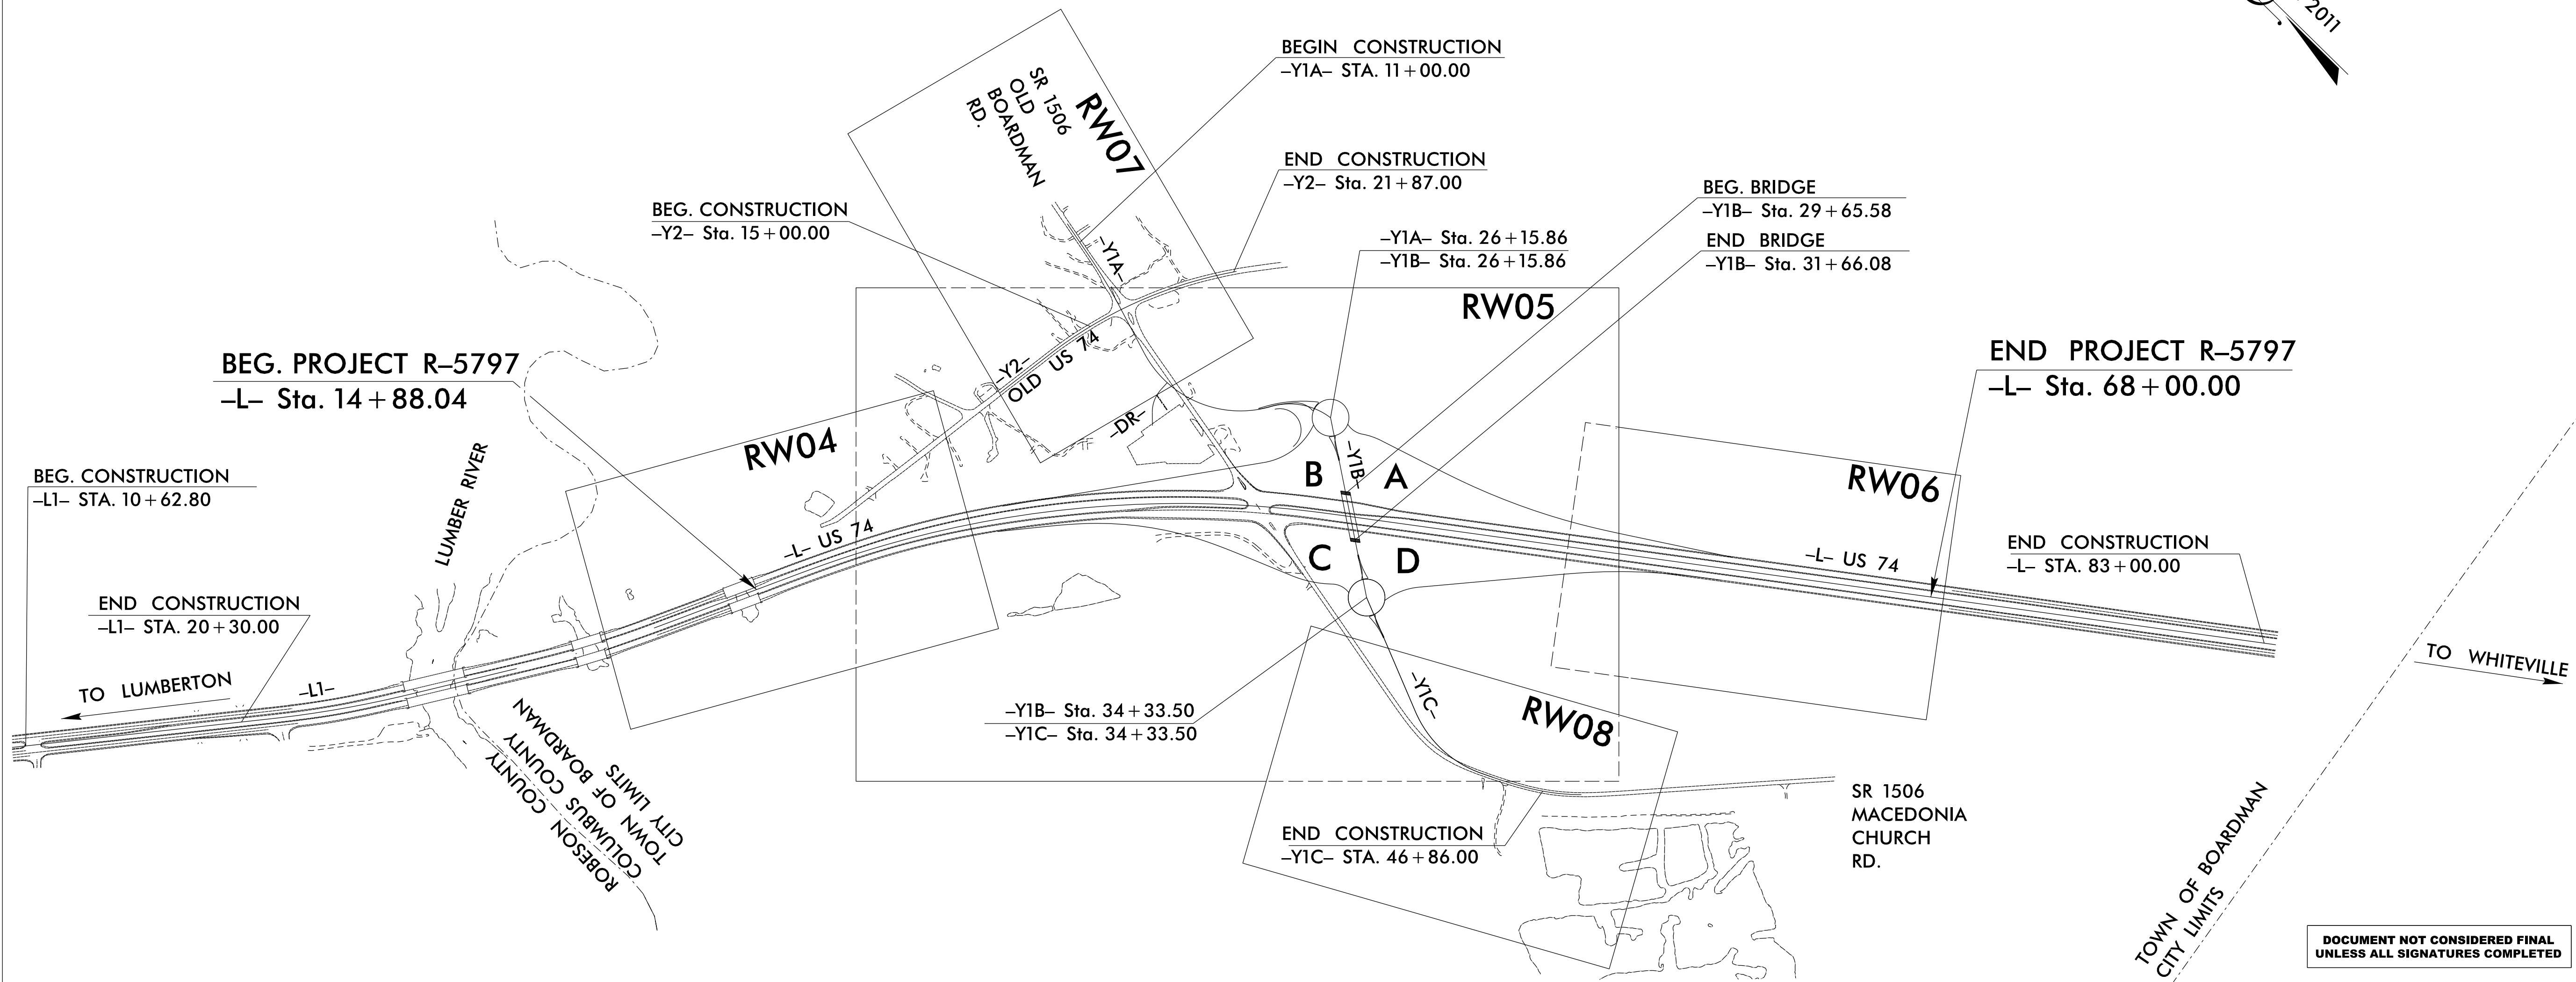 2011
BEGIN CONSTRUCTION
–Y1A– STA. 11+00.00
SR 1506
OLD
BOARDMAN
RD.
RW07
END CONSTRUCTION
–Y2– Sta. 21+87.00
BEG. CONSTRUCTION
–Y2– Sta. 15+00.00
BEG. BRIDGE
–Y1B– Sta. 29+65.58
END BRIDGE
–Y1B– Sta. 31+66.08
–Y1A– Sta. 26+15.86
–Y1B– Sta. 26+15.86
–Y1A–
RW05
BEG. PROJECT R–5797
–L– Sta. 14+88.04
–Y2–
OLD US 74
END PROJECT R–5797
–L– Sta. 68+00.00
–DR–
RW04
–Y1B–
B
A
RW06
BEG. CONSTRUCTION
–L1– STA. 10+62.80
LUMBER RIVER
–L– US 74
C
D
–L– US 74
END CONSTRUCTION
–L– STA. 83+00.00
END CONSTRUCTION
–L1– STA. 20+30.00
TO LUMBERTON
–L1–
TO WHITEVILLE
–Y1C–
–Y1B– Sta. 34+33.50
–Y1C– Sta. 34+33.50
RW08
ROBESON COUNTY
COLUMBUS COUNTY
TOWN OF BOARDMAN
CITY LIMITS
SR 1506
MACEDONIA
CHURCH
RD.
END CONSTRUCTION
–Y1C– STA. 46+86.00
TOWN OF BOARDMAN
CITY LIMITS
DOCUMENT NOT CONSIDERED FINAL
UNLESS ALL SIGNATURES COMPLETED